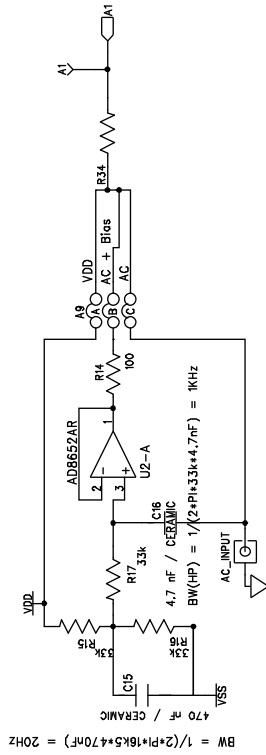 BW = 1/(2*PI*16k5*470nF) = 20Hz
470 nF / CERAMIC
C15
VSS
VDD
33k
R15
33k
R16
R17
33k
AD8652AR
2
3
1
U2-A
R14
100
C16
4.7 nF / CERAMIC
BW(HP) = 1/(2*PI*33k*4.7nF) = 1KHz
AC_INPUT
A9
A
B
C
VDD
AC + Bias
AC
R34
A1
A1